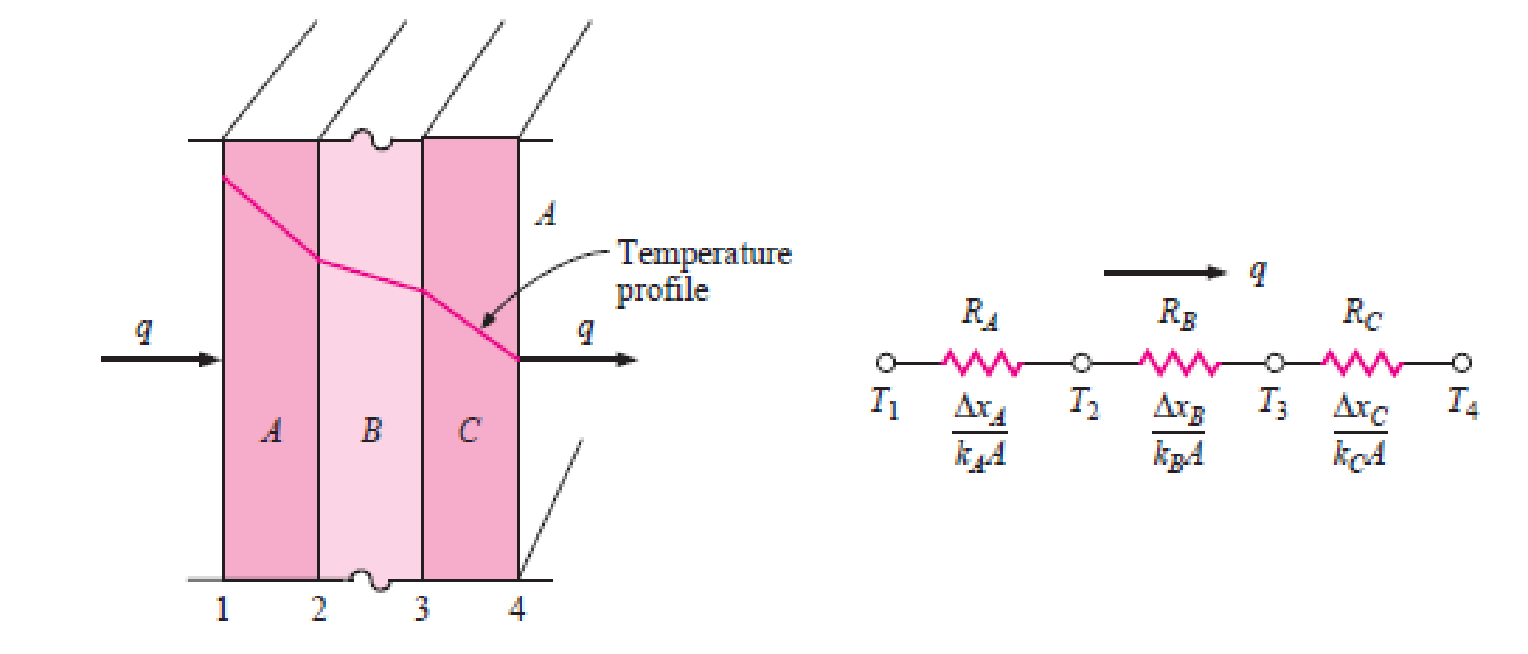 A
Temperature
profile
q
q
A B C
1 2 3 4
q
R_A R_B R_C
T_1 T_2 T_3 T_4
Δx_A
k_A A
Δx_B
k_B A
Δx_C
k_C A